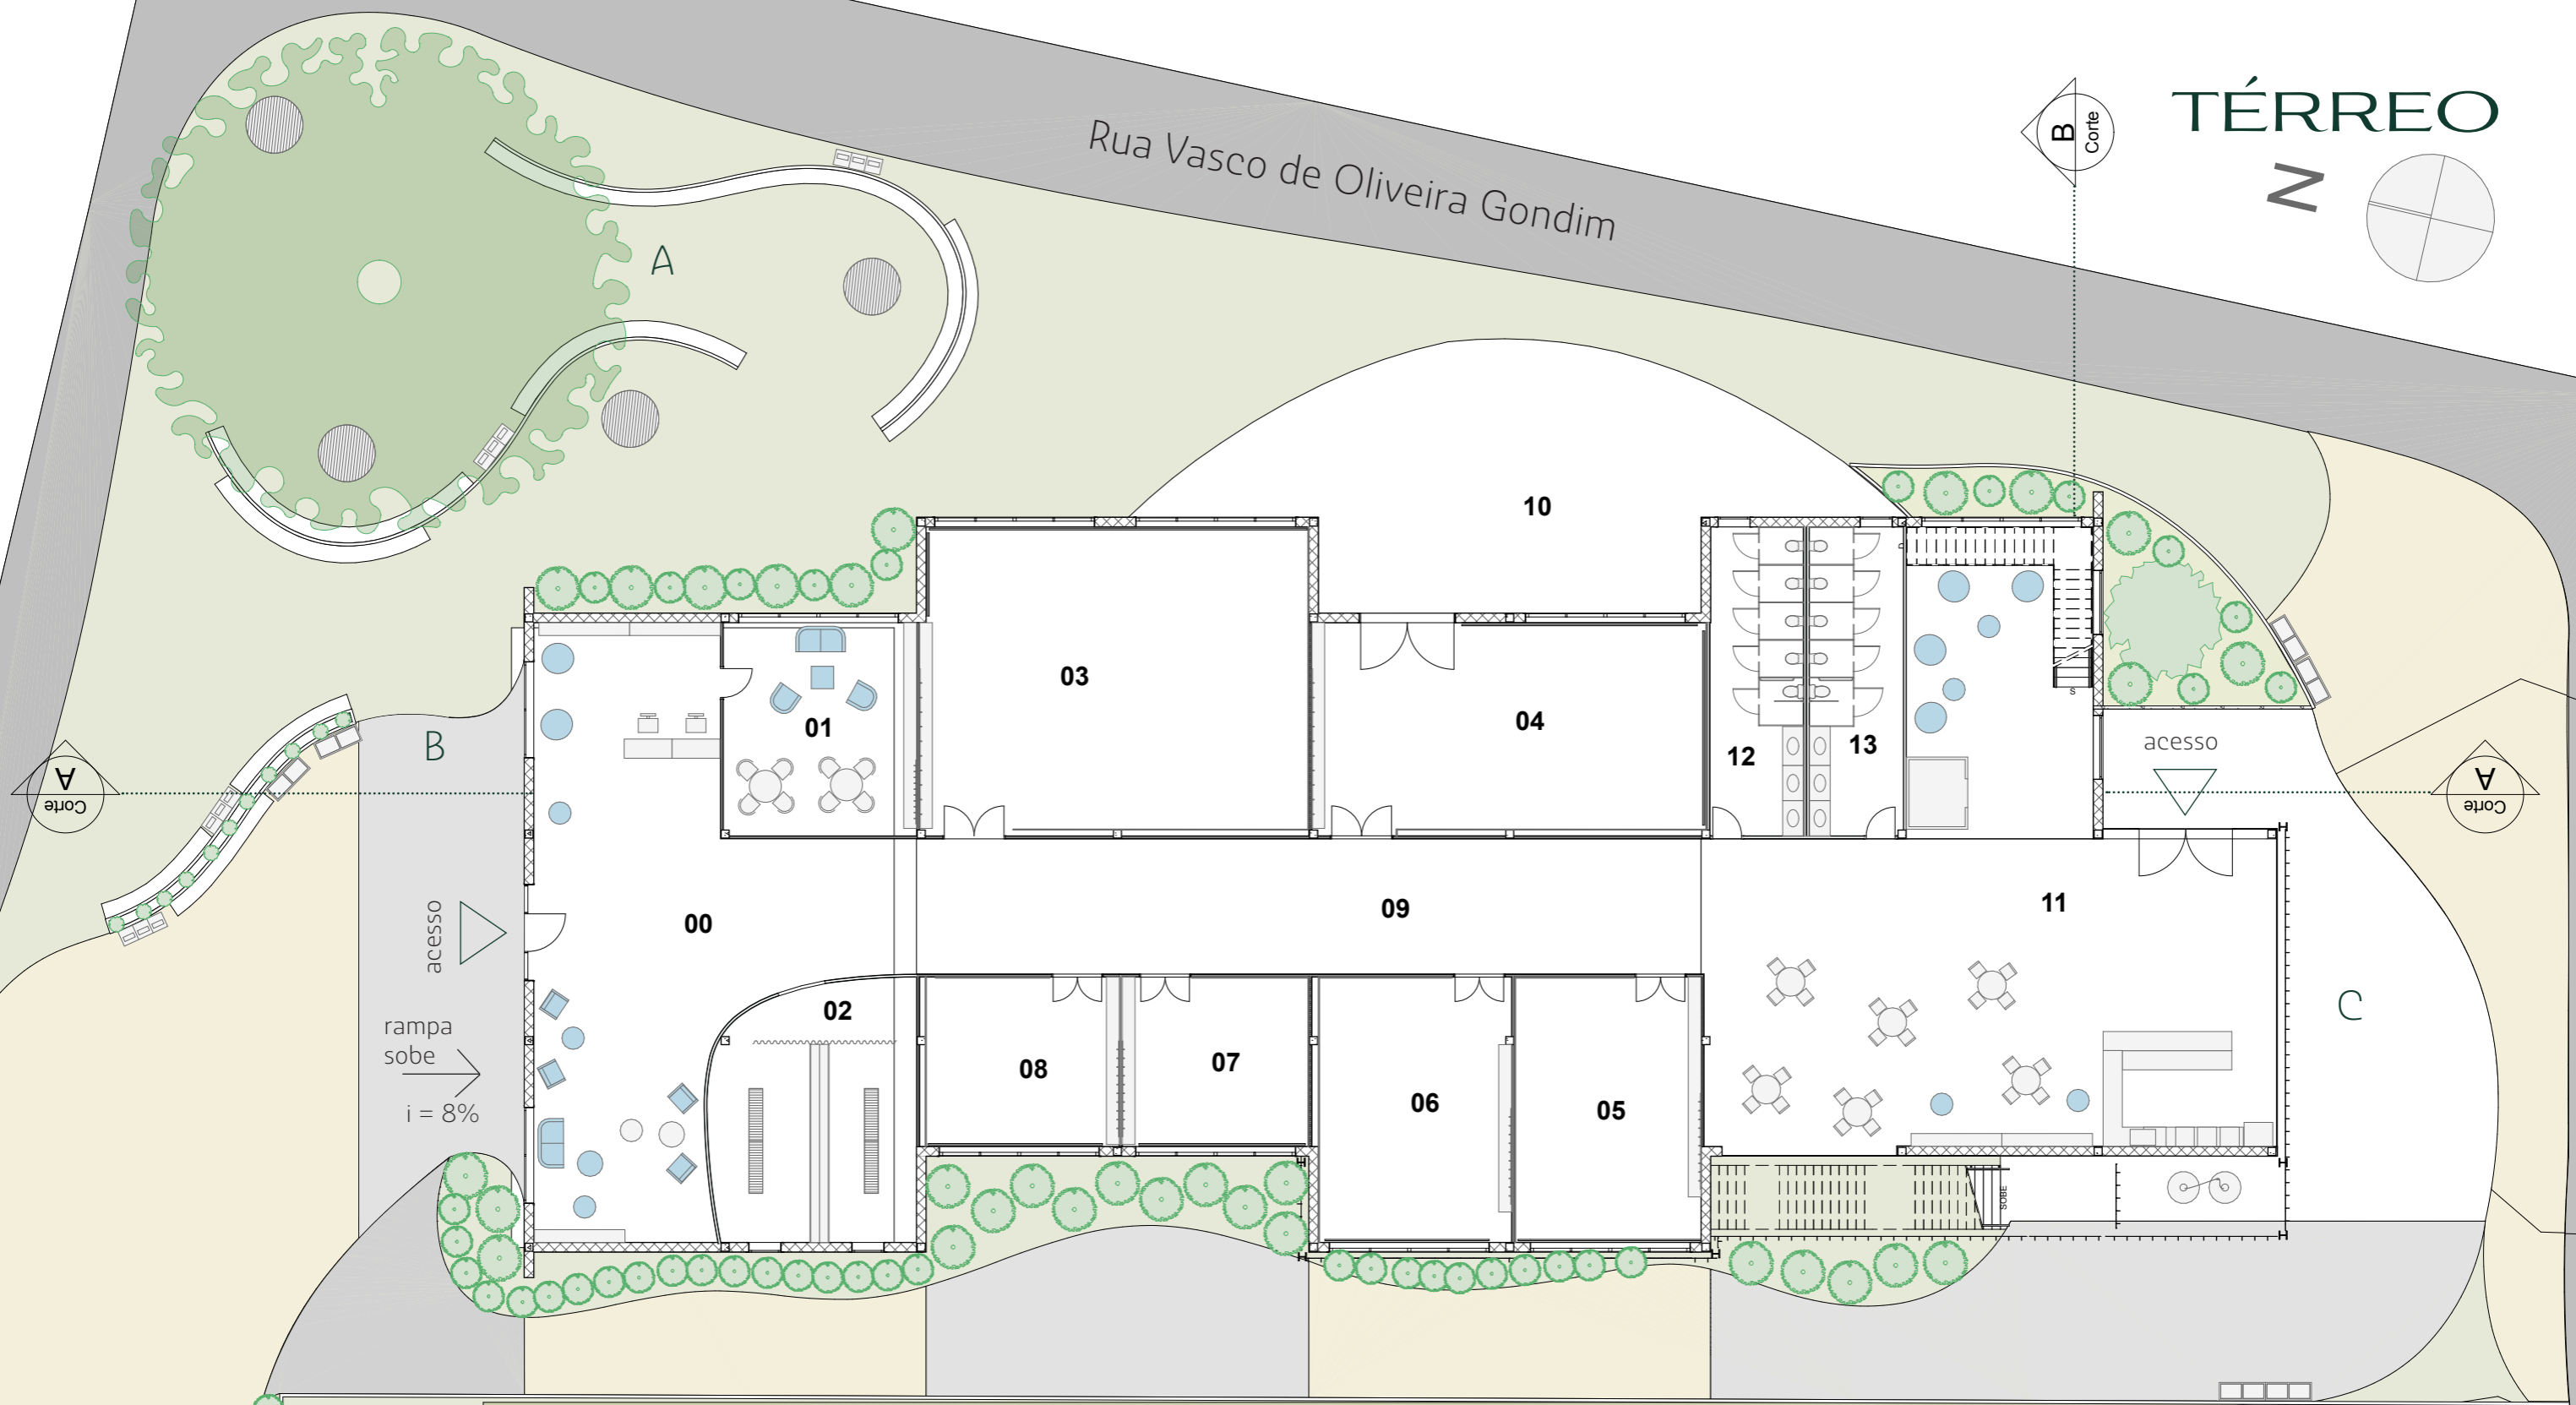 TÉRREO
N
B
Corte
Rua Vasco de Oliveira Gondim
A
10
03
04
01
12
13
S
acesso
B
A
Corte
A
Corte
acesso
00
09
11
C
02
rampa
sobe
i = 8%
08
07
06
05
SOBE